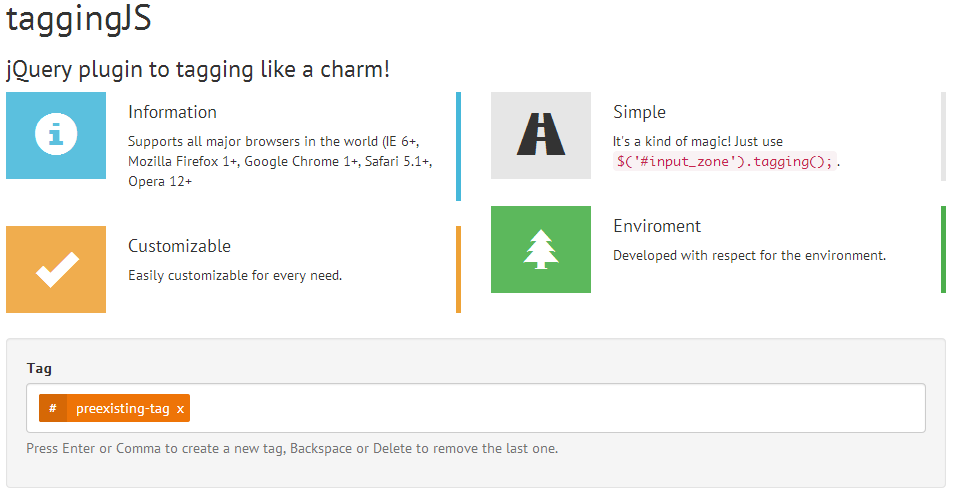 taggingJS
jQuery plugin to tagging like a charm!
Information
Supports all major browsers in the world (IE 6+,
Mozilla Firefox 1+, Google Chrome 1+, Safari 5.1+,
Opera 12+
Simple
It's a kind of magic! Just use
$('#input_zone').tagging();.
Customizable
Easily customizable for every need.
Enviroment
Developed with respect for the environment.
Tag
# preexisting-tag x
Press Enter or Comma to create a new tag, Backspace or Delete to remove the last one.